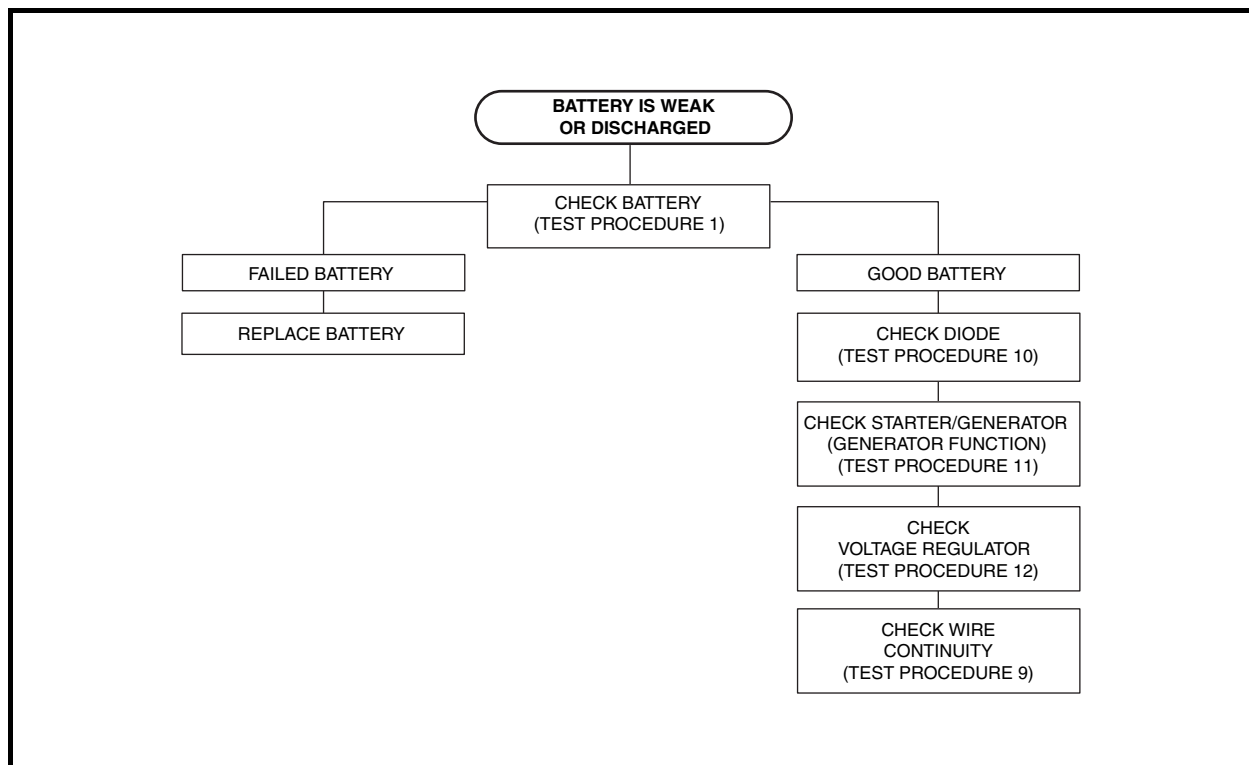 BATTERY IS WEAK
OR DISCHARGED
CHECK BATTERY
(TEST PROCEDURE 1)
FAILED BATTERY
REPLACE BATTERY
GOOD BATTERY
CHECK DIODE
(TEST PROCEDURE 10)
CHECK STARTER/GENERATOR
(GENERATOR FUNCTION)
(TEST PROCEDURE 11)
CHECK
VOLTAGE REGULATOR
(TEST PROCEDURE 12)
CHECK WIRE
CONTINUITY
(TEST PROCEDURE 9)